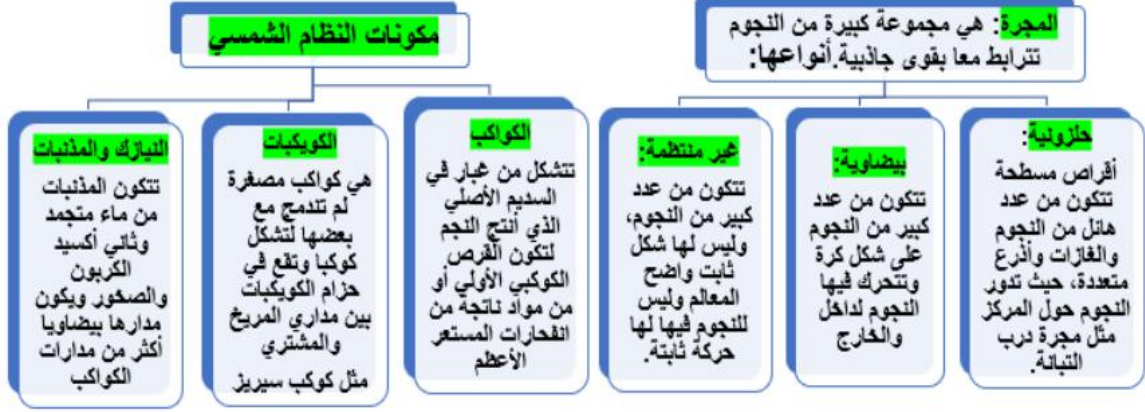 المجرة: هي مجموعة كبيرة من النجوم
تترابط معا بقوى جاذبية.أنواعها:
حلزونية:
أقراص مسطحة
تتكون من عدد
هائل من النجوم
والغازات وأذرع
متعددة، حيث تدور
النجوم حول المركز
مثل مجرة درب
التبانة.
بيضاوية:
تتكون من عدد
كبير من النجوم
على شكل كرة
وتتحرك فيها
النجوم لداخل
والخارج
غير منتظمة:
تتكون من عدد
كبير من النجوم،
وليس لها شكل
ثابت واضح
المعالم وليس
للنجوم فيها لها
حركة ثابتة.
مكونات النظام الشمسي
الكواكب
تتشكل من غبار في
السديم الأصلي
الذي أنتج النجم
لتكون القرص
الكوكبي الأولي أو
من مواد ناتجة من
انفجارات المستعر
الأعظم
الكويكبات
هي كواكب مصغرة
لم تندمج مع
بعضها لتشكل
كوكبا وتقع في
حزام الكويكبات
بين مداري المريخ
والمشتري
مثل كوكب سيريز
النيازك والمذنبات
تتكون المذنبات
من ماء متجمد
وثاني أكسيد
الكربون
والصخور ويكون
مدارها بيضاويا
أكثر من مدارات
الكواكب